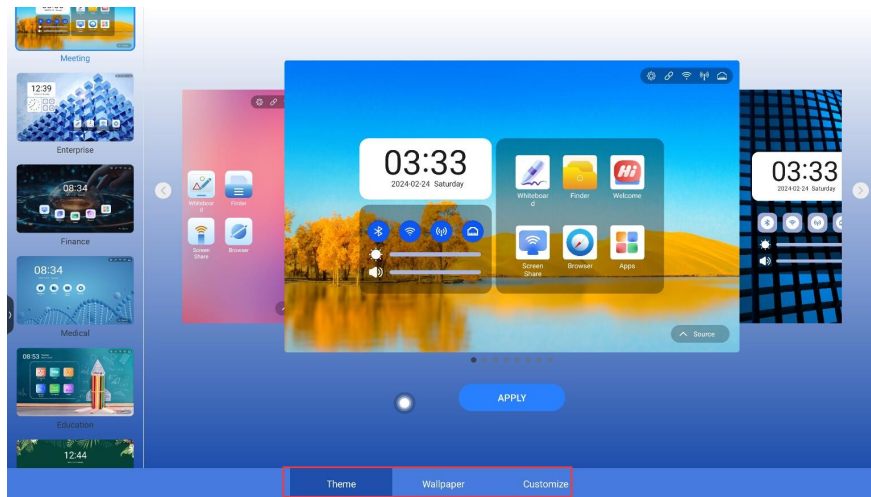 Meeting
12:39
Enterprise
08:34
Finance
08:34
Medical
08:53
Education
12:44
Whiteboar
d
Finder
Screen
Share
Browser
03:33
2024-02-24 Saturday
Whiteboar
d
Finder
Hi
Welcome
Screen
Share
Browser
Apps
Source
03:33
2024-02-24 Saturday
APPLY
Theme
Wallpaper
Customize